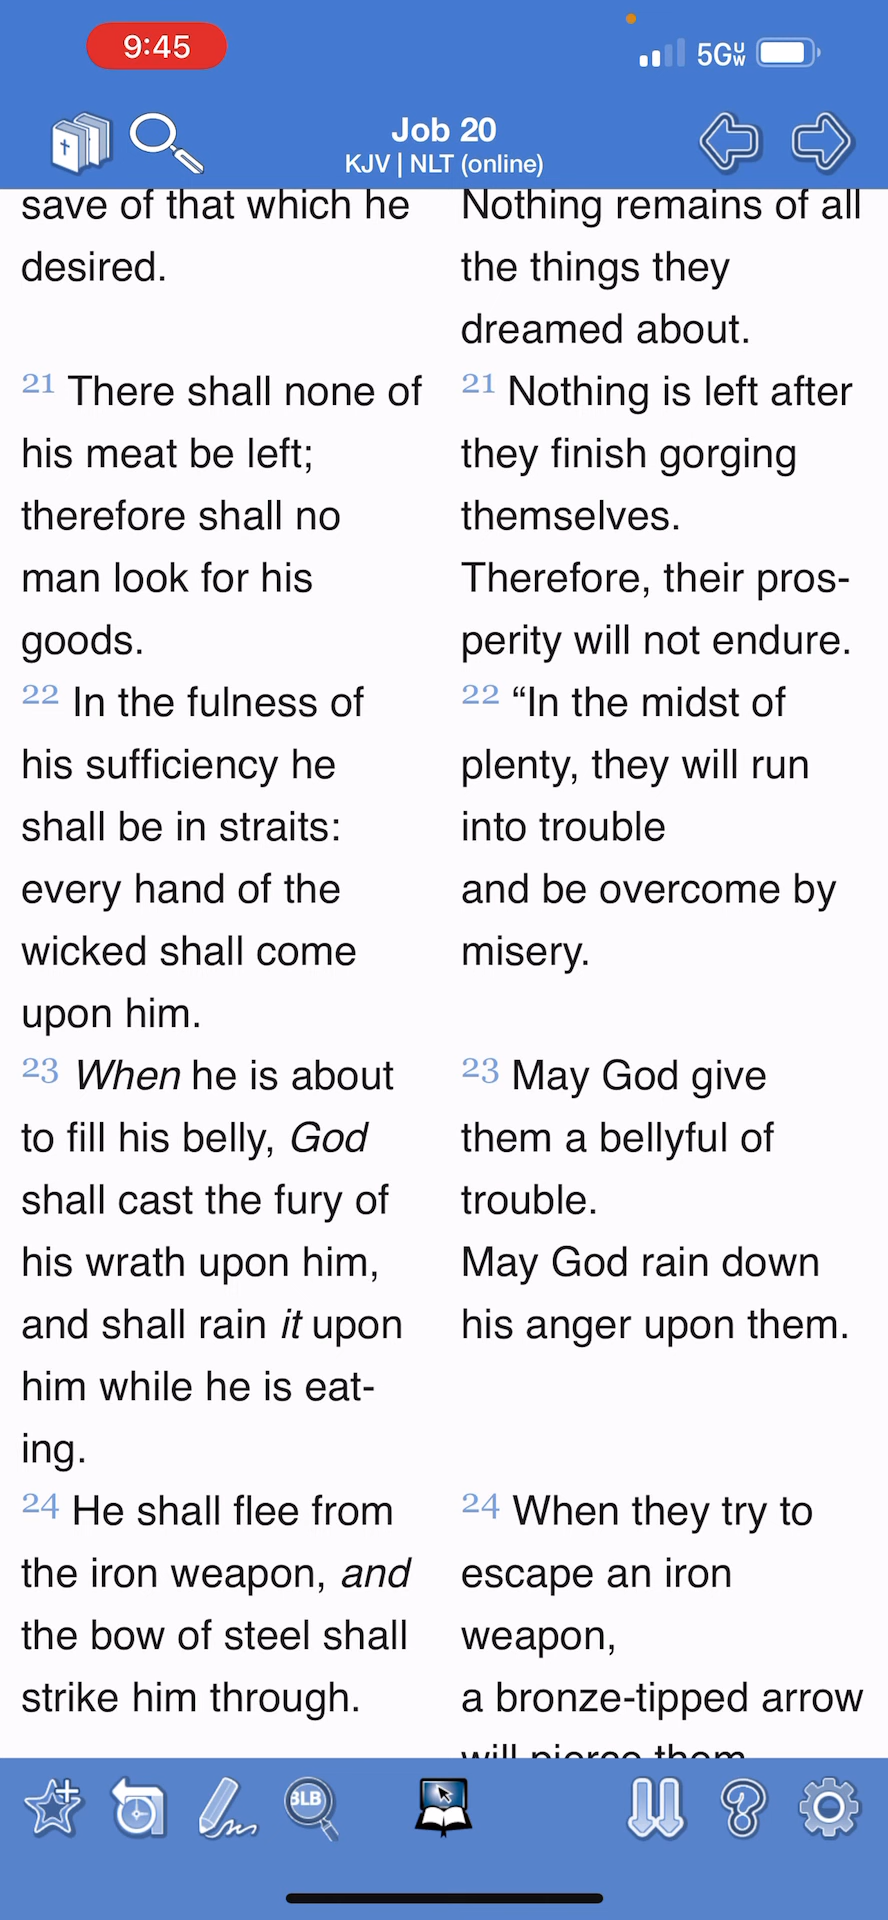 9:45
5GUW
Job 20
KJV | NLT (online)
save of that which he
desired.
21 There shall none of
his meat be left;
therefore shall no
man look for his
goods.
22 In the fulness of
his sufficiency he
shall be in straits:
every hand of the
wicked shall come
upon him.
23 When he is about
to fill his belly, God
shall cast the fury of
his wrath upon him,
and shall rain it upon
him while he is eat-
ing.
24 He shall flee from
the iron weapon, and
the bow of steel shall
strike him through.
Nothing remains of all
the things they
dreamed about.
21 Nothing is left after
they finish gorging
themselves.
Therefore, their pros-
perity will not endure.
22 “In the midst of
plenty, they will run
into trouble
and be overcome by
misery.
23 May God give
them a bellyful of
trouble.
May God rain down
his anger upon them.
24 When they try to
escape an iron
weapon,
a bronze-tipped arrow
will pierce them
BLB